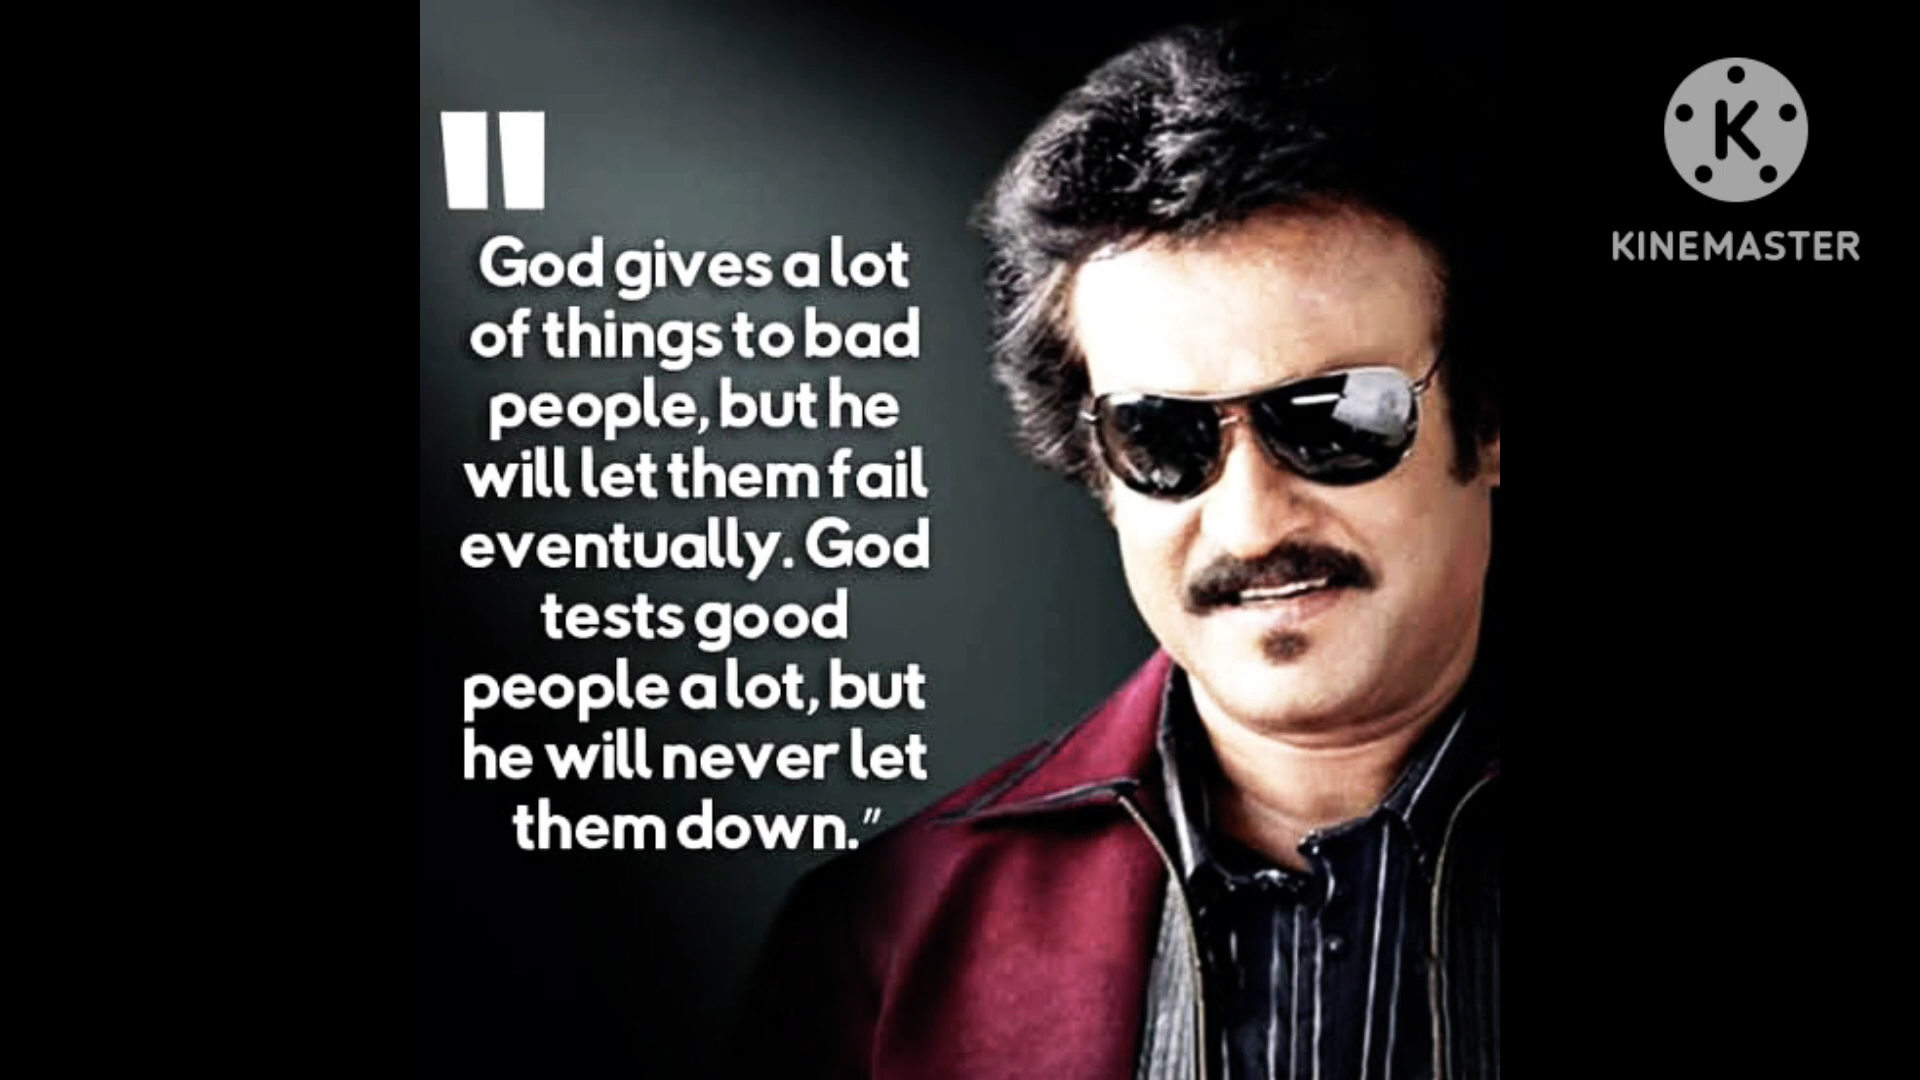 "
God gives a lot
of things to bad
people, but he
will let them fail
eventually. God
tests good
people a lot, but
he will never let
them down.”
K
KINEMASTER